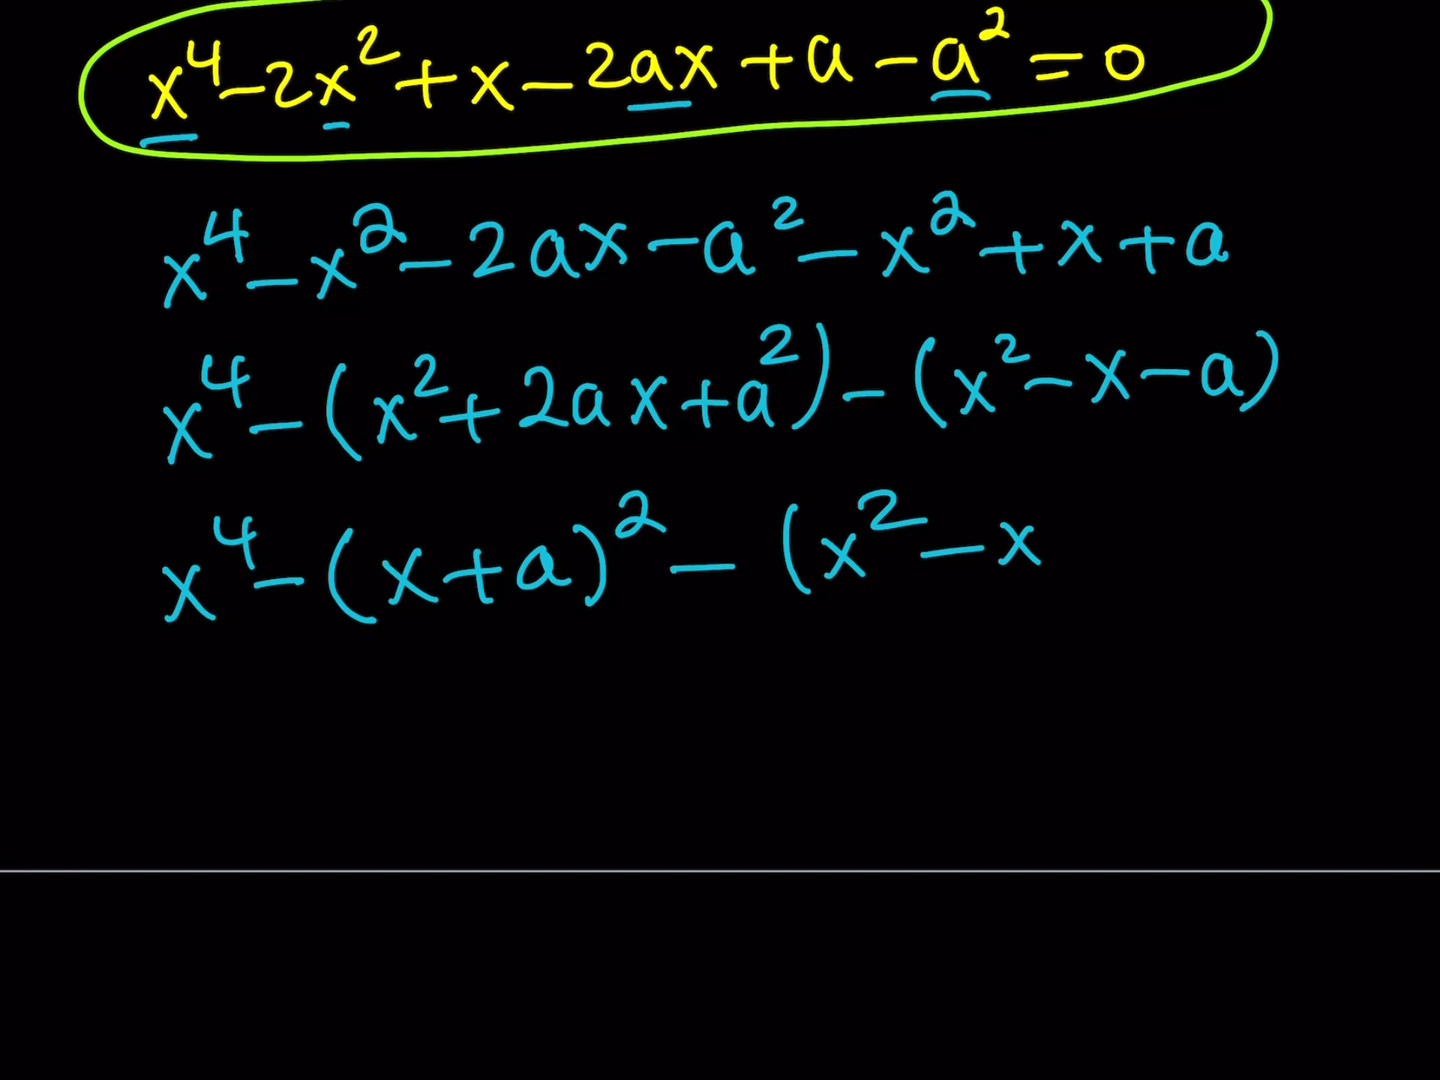 x⁴-2x²+x-2ax+a-a²=0
x⁴-x²-2ax-a²-x²+x+a
x⁴-(x²+2ax+a²)-(x²-x-a)
x⁴-(x+a)²-(x²-x